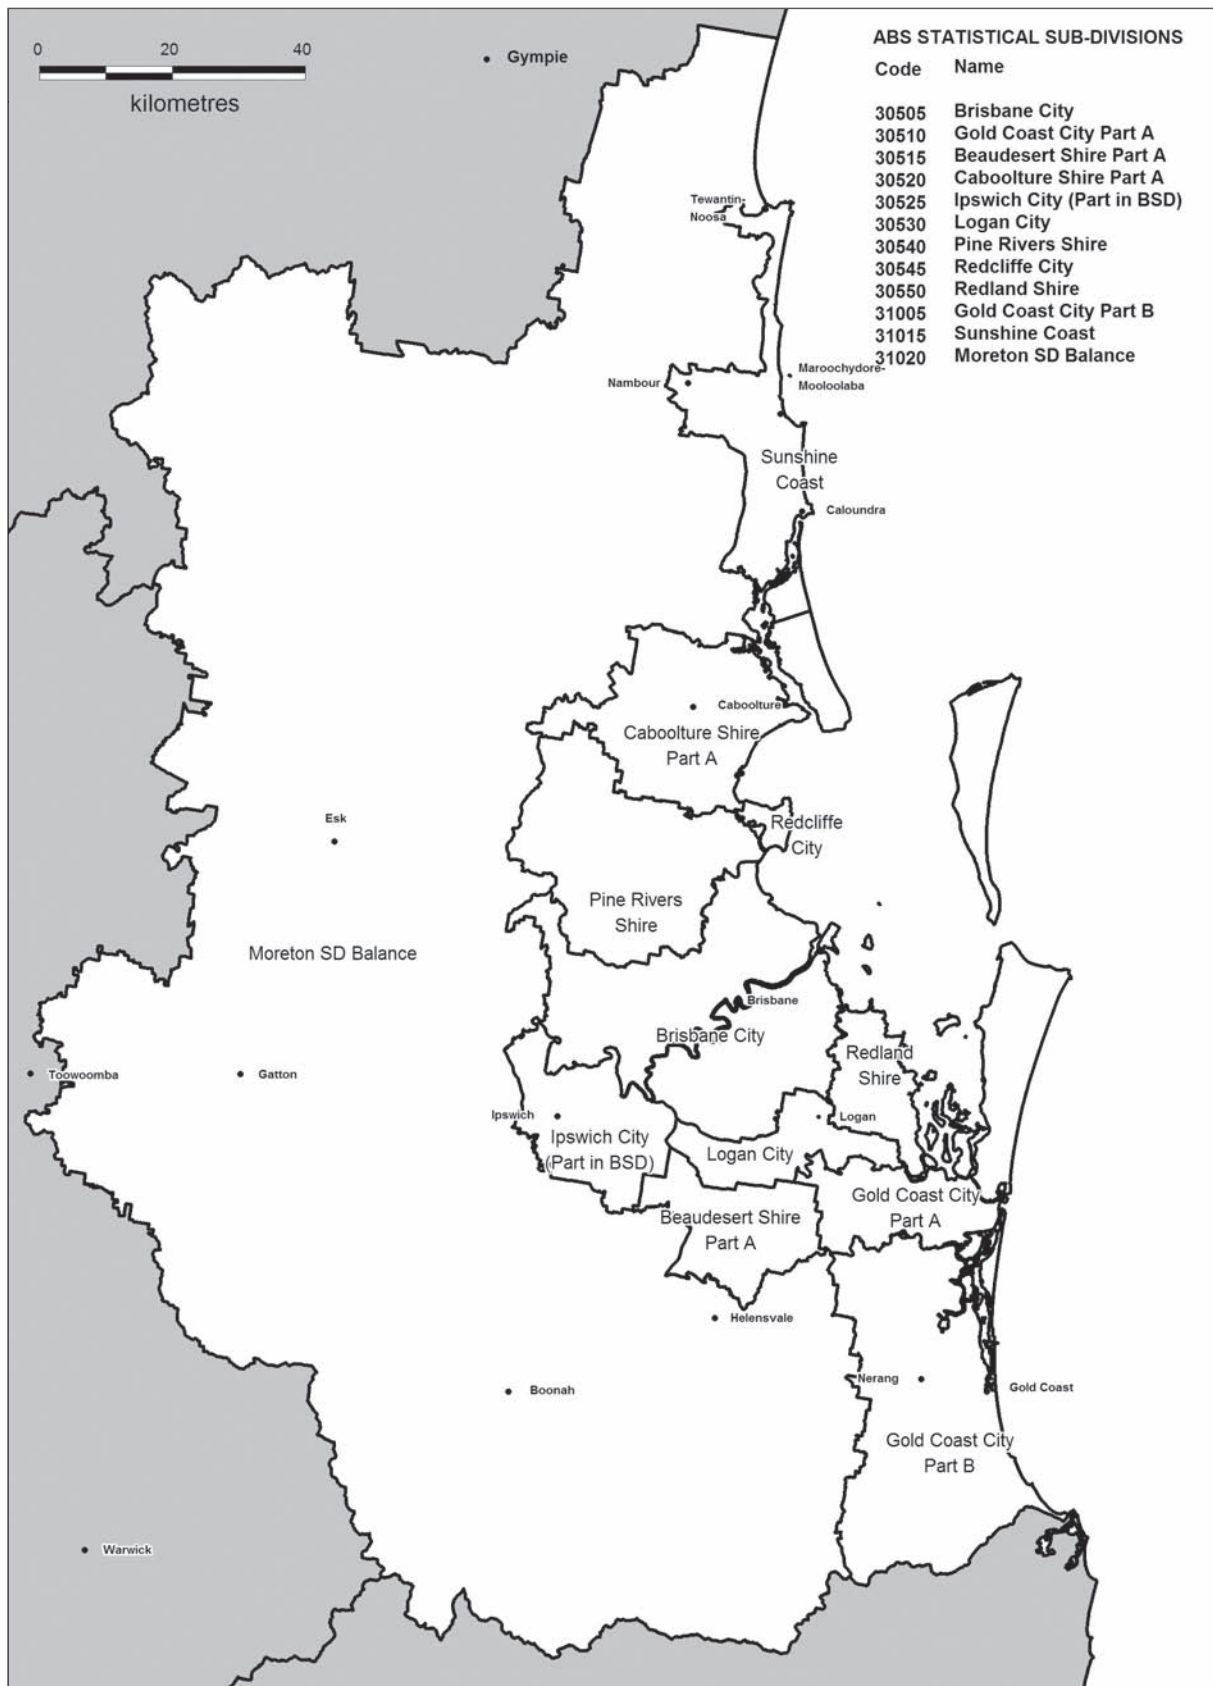 0 20 40
kilometres
Gympie
ABS STATISTICAL SUB-DIVISIONS
Code Name
30505 Brisbane City
30510 Gold Coast City Part A
30515 Beaudesert Shire Part A
30520 Caboolture Shire Part A
30525 Ipswich City (Part in BSD)
30530 Logan City
30540 Pine Rivers Shire
30545 Redcliffe City
30550 Redland Shire
31005 Gold Coast City Part B
31015 Sunshine Coast
31020 Moreton SD Balance
Tewantin-
Noosa
Nambour
Maroochydore-
Mooloolaba
Sunshine
Coast
Caloundra
Caboolture
Caboolture Shire
Part A
Esk
Redcliffe
City
Pine Rivers
Shire
Moreton SD Balance
Brisbane
Brisbane City
Redland
Shire
Toowoomba
Gatton
Ipswich
Logan
Ipswich City
(Part in BSD)
Logan City
Gold Coast City
Part A
Beaudesert Shire
Part A
Helensvale
Nerang
Gold Coast
Boonah
Gold Coast City
Part B
Warwick